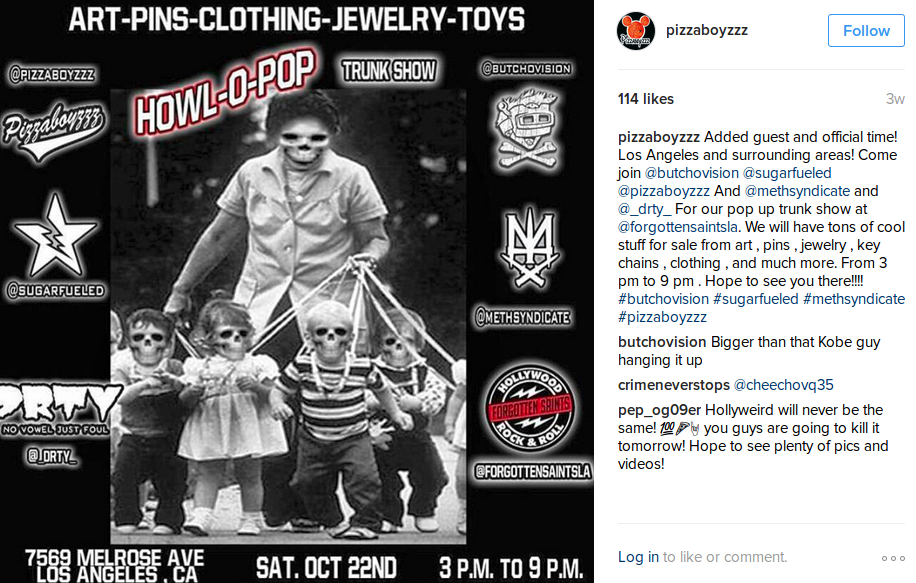 ART-PINS-CLOTHING-JEWELRY-TOYS
@PIZZABOYZZZ
HOWL-O-POP
TRUNK SHOW
@BUTCHOVISION
Pizzaboyzzz
@SUGARFUELED
@METHSYNDICATE
DRTY
NO VOWEL JUST FOUL
@_DRTY_
HOLLYWOOD
FORGOTTEN SAINTS
ROCK & ROLL
@FORGOTTENSAINTSLA
7569 MELROSE AVE
LOS ANGELES , CA
SAT. OCT 22ND
3 P.M. TO 9 P.M.
pizzaboyzzz
Follow
114 likes
3w
pizzaboyzzz Added guest and official time!
Los Angeles and surrounding areas! Come
join @butchovision @sugarfueled
@pizzaboyzzz And @methsyndicate and
@_drty_ For our pop up trunk show at
@forgottensaintsla. We will have tons of cool
stuff for sale from art , pins , jewelry , key
chains , clothing , and much more. From 3
pm to 9 pm . Hope to see you there!!!!
#butchovision #sugarfueled #methsyndicate
#pizzaboyzzz
butchovision Bigger than that Kobe guy
hanging it up
crimeneverstops @cheechovq35
pep_og09er Hollyweird will never be the
same! 💯🍕🤘 you guys are going to kill it
tomorrow! Hope to see plenty of pics and
videos!
Log in to like or comment.